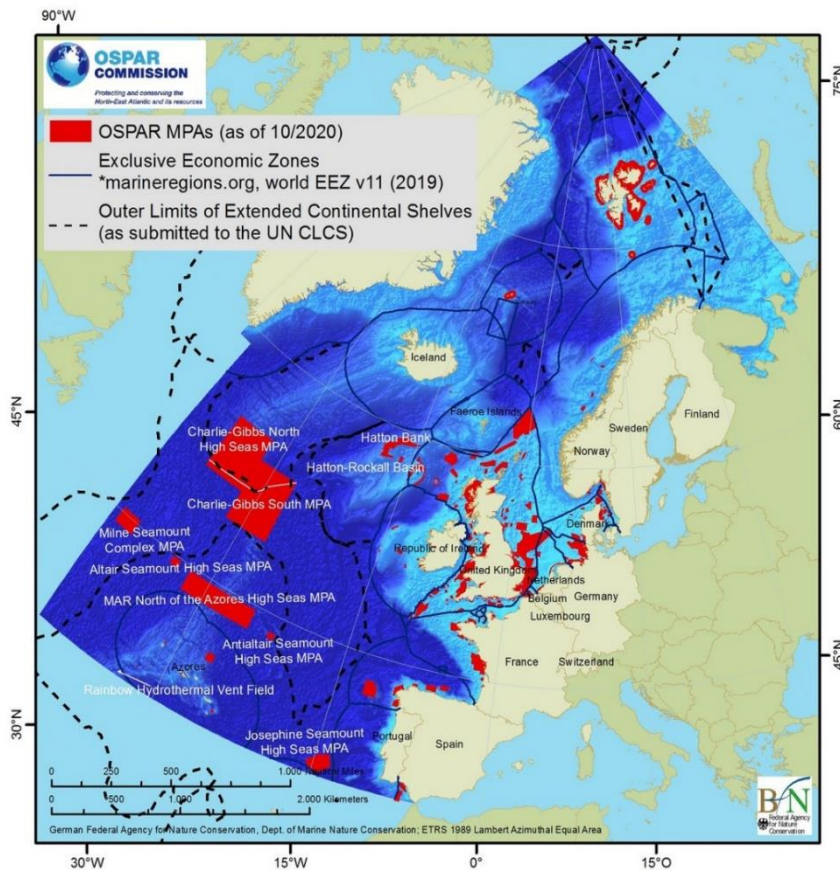 90°W
OSPAR
COMMISSION
Protecting and conserving the
North-East Atlantic and its resources
OSPAR MPAs (as of 10/2020)
Exclusive Economic Zones
*marineregions.org, world EEZ v11 (2019)
Outer Limits of Extended Continental Shelves
(as submitted to the UN CLCS)
75°N
Iceland
45°N
60°N
Faeroe Islands
Finland
Sweden
Norway
Charlie-Gibbs North
High Seas MPA
Hatton Bank
Hatton-Rockall Basin
Charlie-Gibbs South MPA
Milne Seamount
Complex MPA
Denmark
Republic of Ireland
Altair Seamount High Seas MPA
United Kingdom
Netherlands
MAR North of the Azores High Seas MPA
Belgium
Germany
Luxembourg
Antialtair Seamount
High Seas MPA
France
Switzerland
45°N
Azores
Rainbow Hydrothermal Vent Field
30°N
Josephine Seamount
High Seas MPA
Portugal
Spain
0
250
500
1.000 Nautical Miles
0
500
1.000
2.000 Kilometers
BfN
Federal Agency
for Nature
Conservation
German Federal Agency for Nature Conservation, Dept. of Marine Nature Conservation; ETRS 1989 Lambert Azimuthal Equal Area
30°W
15°W
0°
15°O